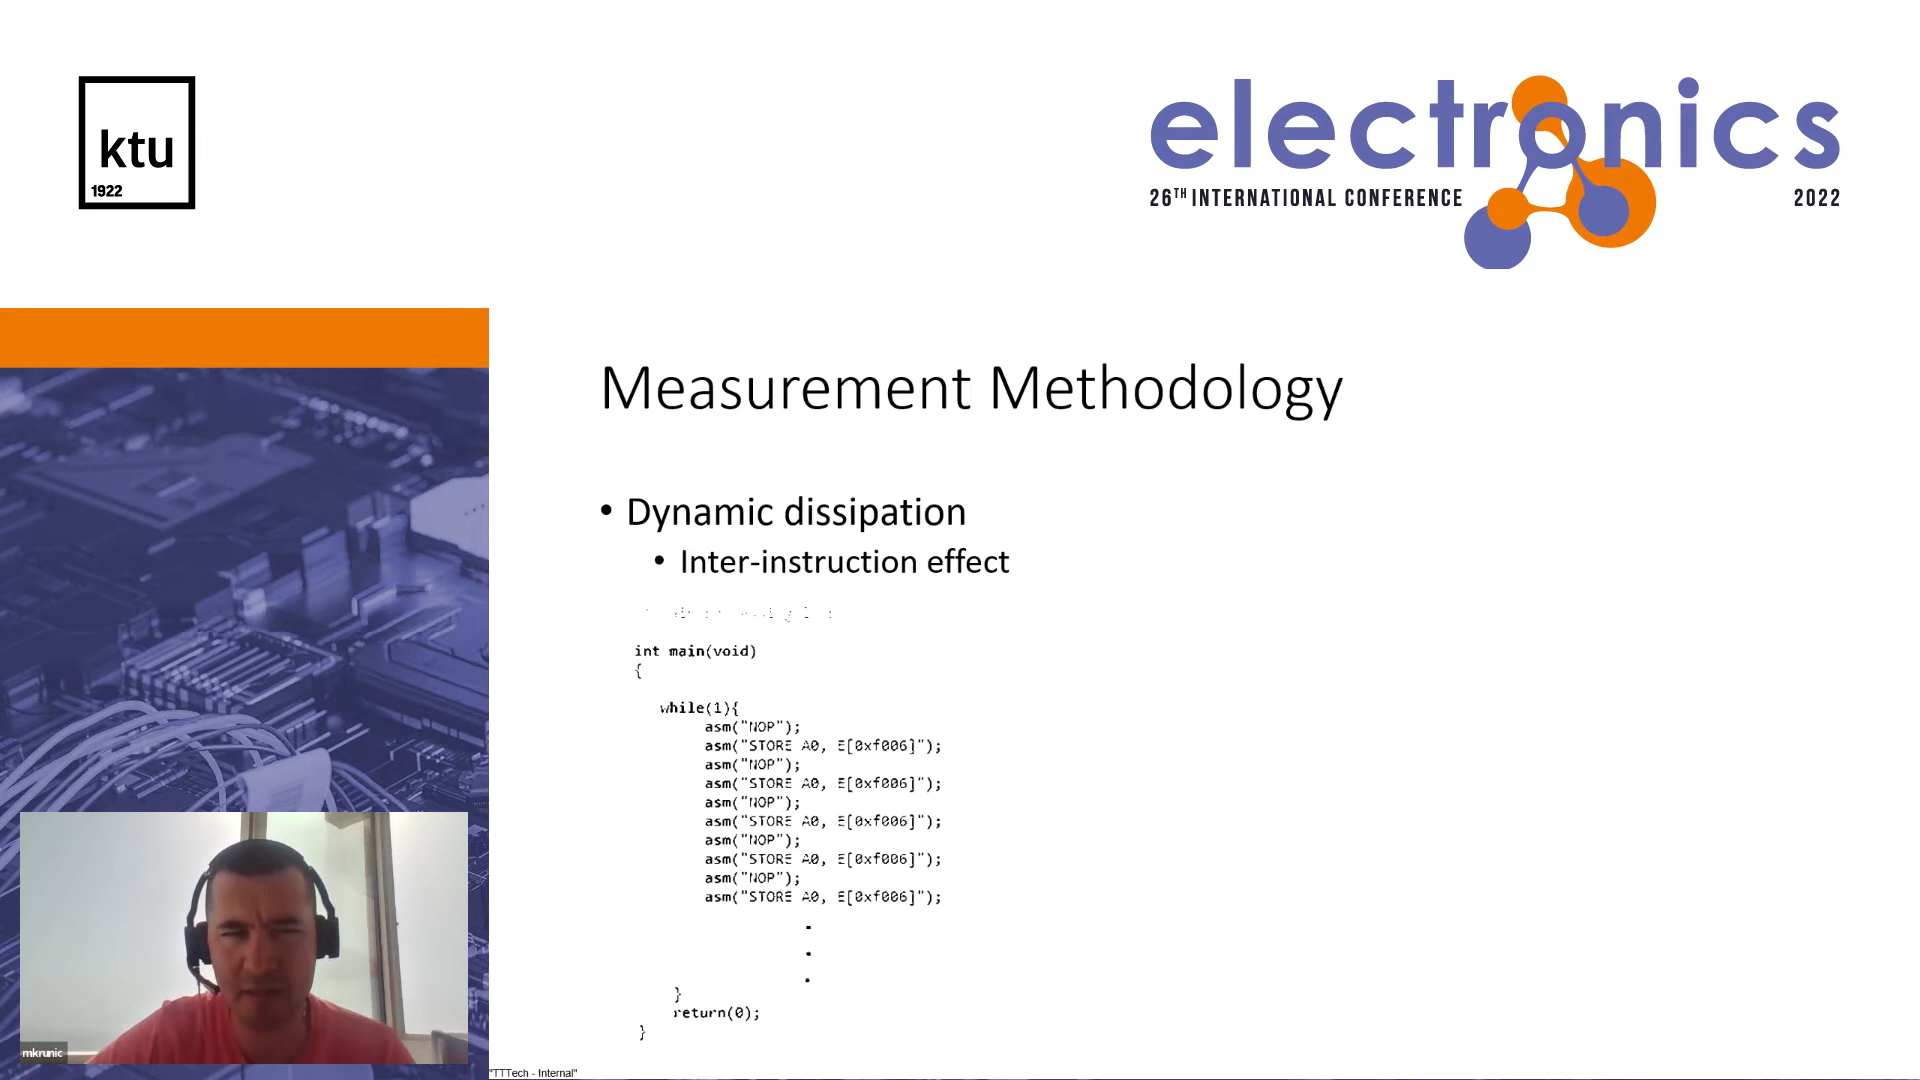 ktu
1922
electronics
26TH INTERNATIONAL CONFERENCE
2022
Measurement Methodology
• Dynamic dissipation
• Inter-instruction effect
int main(void)
{
while(1){
asm("NOP");
asm("STORE A0, E[0xf006]");
asm("NOP");
asm("STORE A0, E[0xf006]");
asm("NOP");
asm("STORE A0, E[0xf006]");
asm("NOP");
asm("STORE A0, E[0xf006]");
asm("NOP");
asm("STORE A0, E[0xf006]");
.
.
.
}
return(0);
}
mkrunic
"TTTech - Internal"